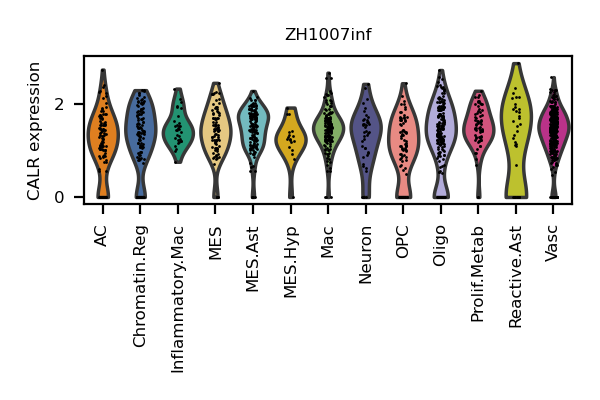 ZH1007inf
CALR expression
2
0
AC
Chromatin.Reg
Inflammatory.Mac
MES
MES.Ast
MES.Hyp
Mac
Neuron
OPC
Oligo
Prolif.Metab
Reactive.Ast
Vasc